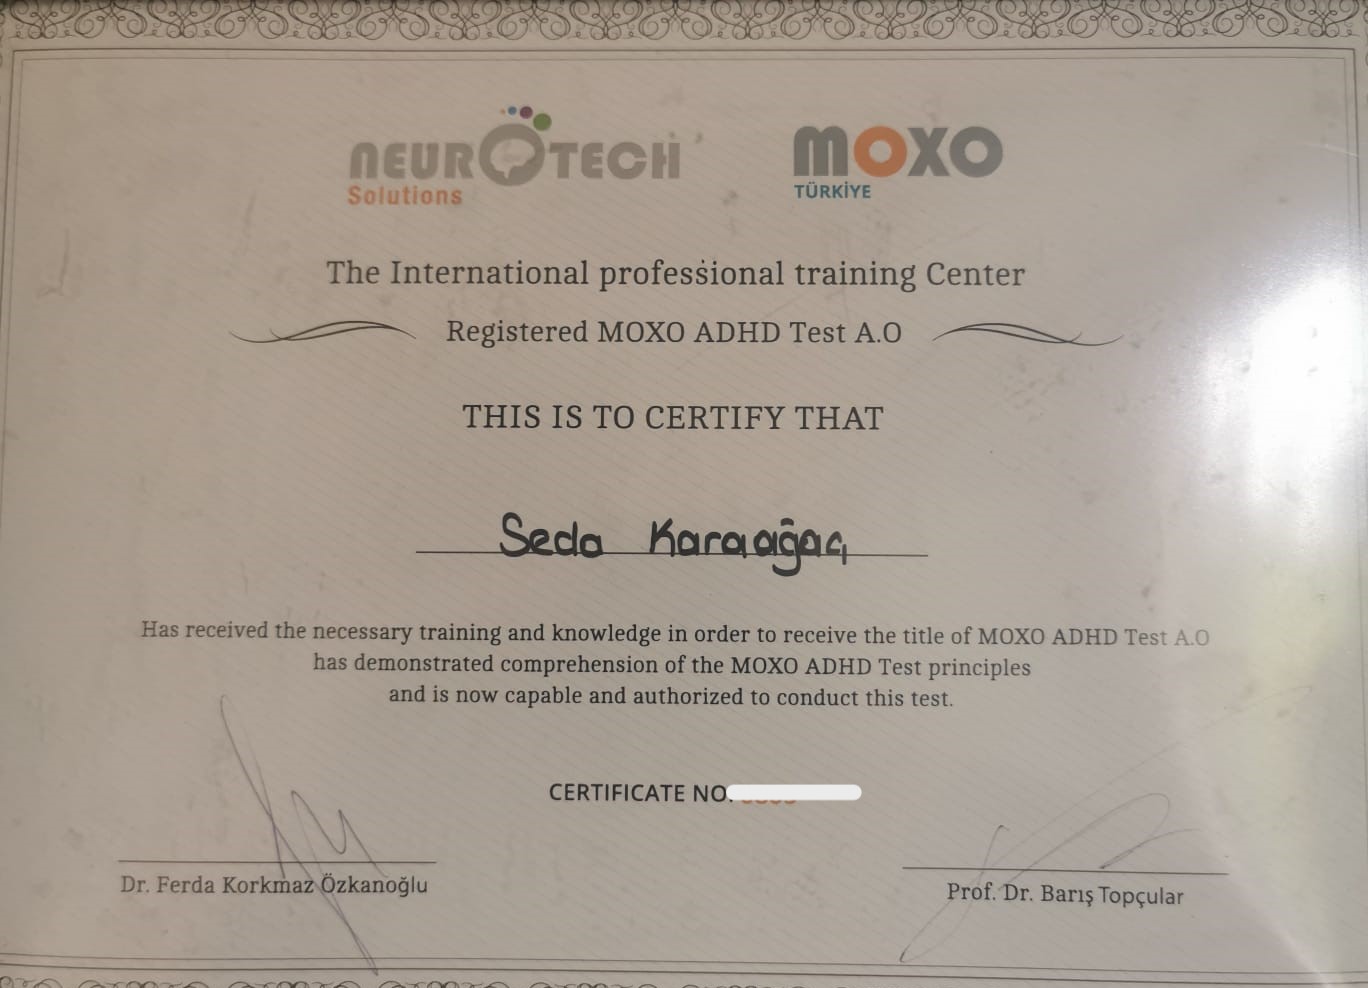 NEUROTECH
Solutions
MOXO
TÜRKİYE
The International professional training Center
Registered MOXO ADHD Test A.O
THIS IS TO CERTIFY THAT
Seda Karaağaç
Has received the necessary training and knowledge in order to receive the title of MOXO ADHD Test A.O
has demonstrated comprehension of the MOXO ADHD Test principles
and is now capable and authorized to conduct this test.
CERTIFICATE NO:
Dr. Ferda Korkmaz Özkanoğlu
Prof. Dr. Barış Topçular